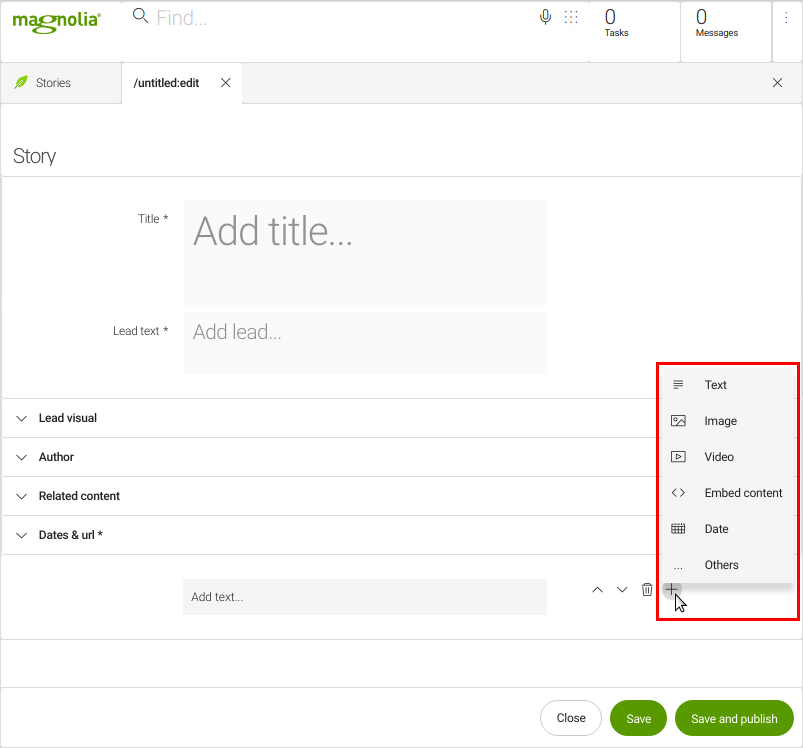 magnolia®
Find...
0
Tasks
0
Messages
Stories
/untitled:edit
Story
Title *
Add title...
Lead text *
Add lead...
Lead visual
Author
Related content
Dates & url *
Text
Image
Video
Embed content
Date
... Others
Add text...
Close
Save
Save and publish